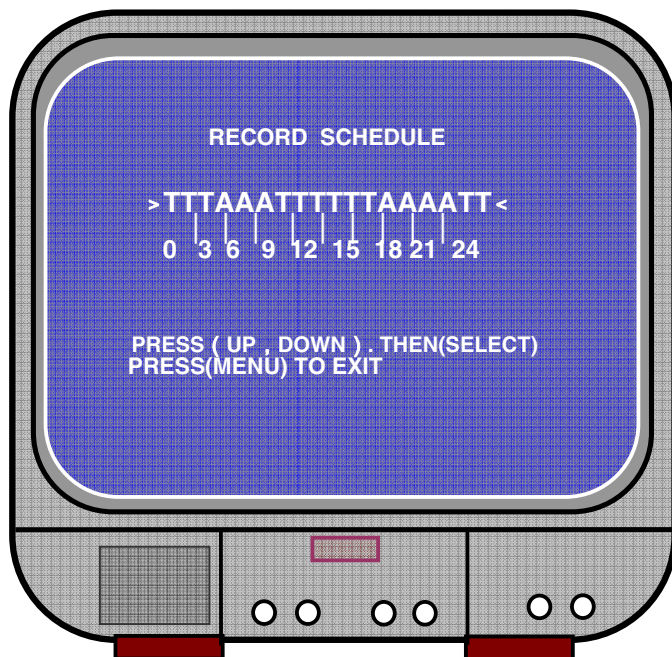 RECORD SCHEDULE
>TTTAAATTTTTTAAAATT<
0 3 6 9 12 15 18 21 24
PRESS ( UP , DOWN ) . THEN(SELECT)
PRESS(MENU) TO EXIT